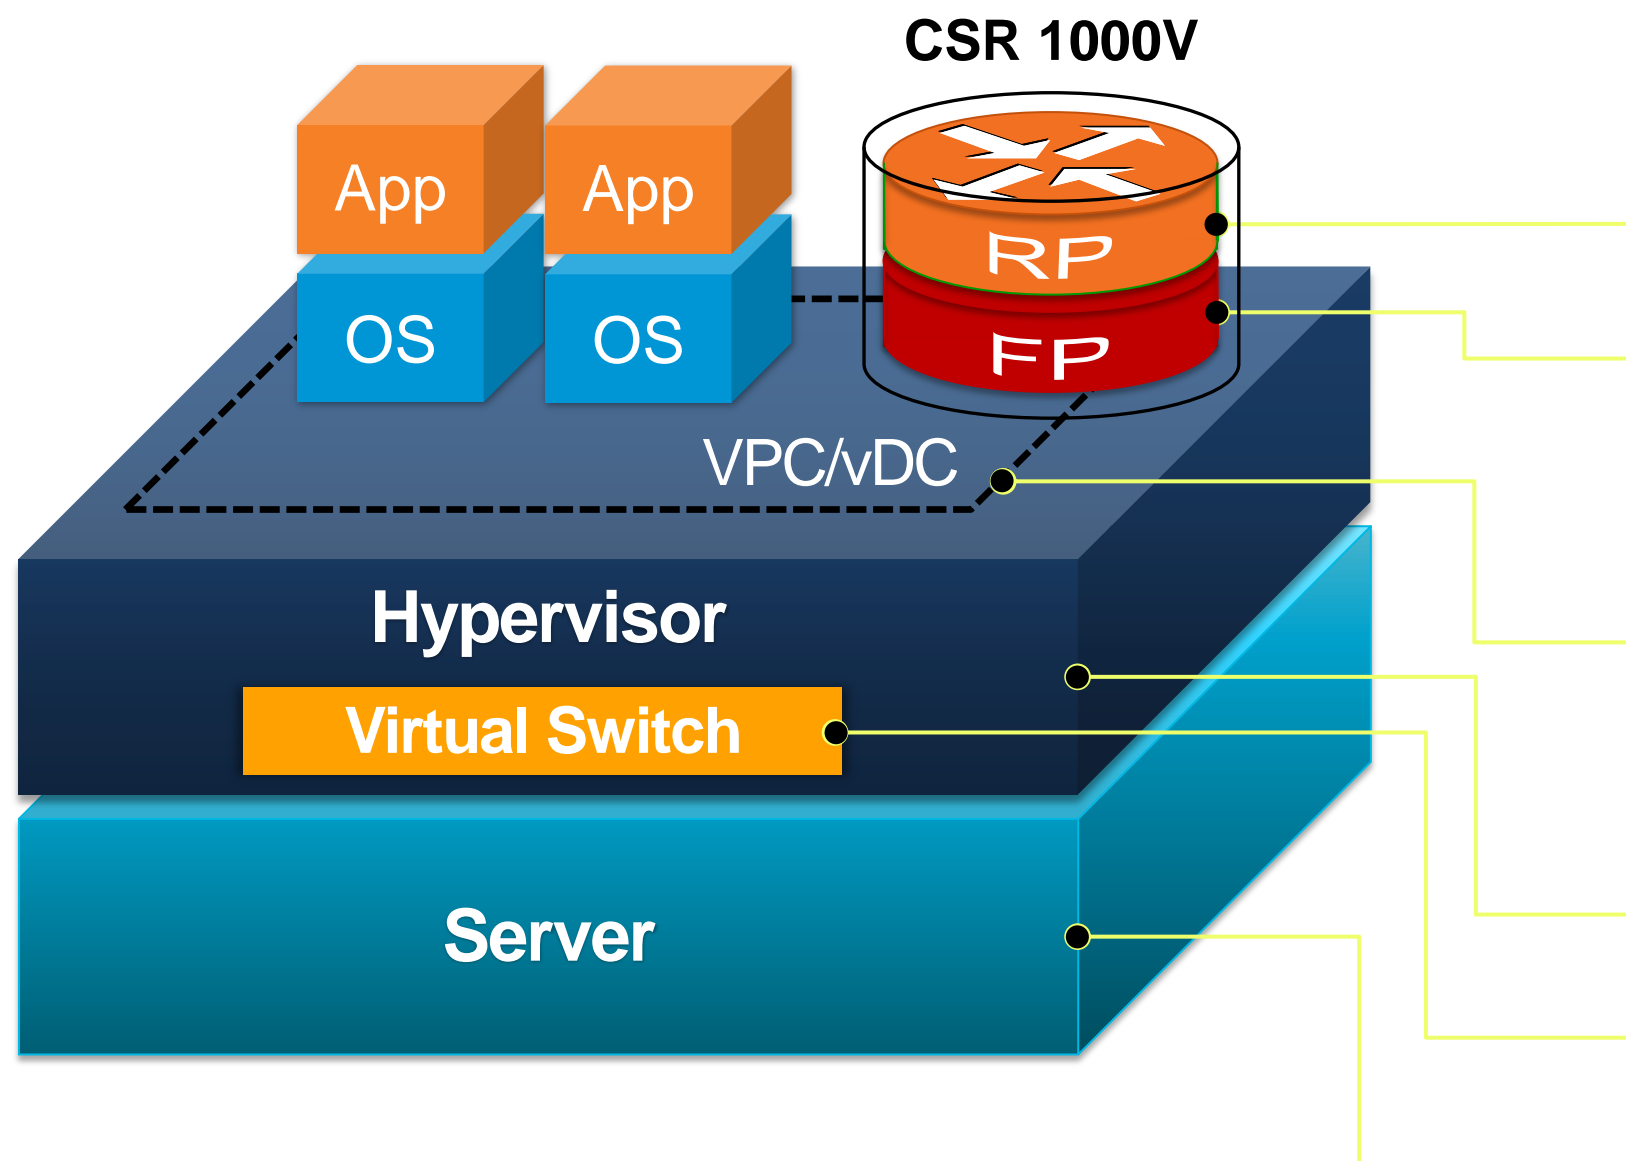 CSR 1000V
App
App
RP
OS
OS
FP
VPC/vDC
Hypervisor
Virtual Switch
Server